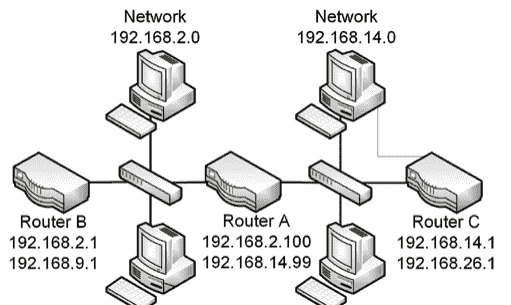 Network
192.168.2.0
Network
192.168.14.0
Router B
192.168.2.1
192.168.9.1
Router A
192.168.2.100
192.168.14.99
Router C
192.168.14.1
192.168.26.1